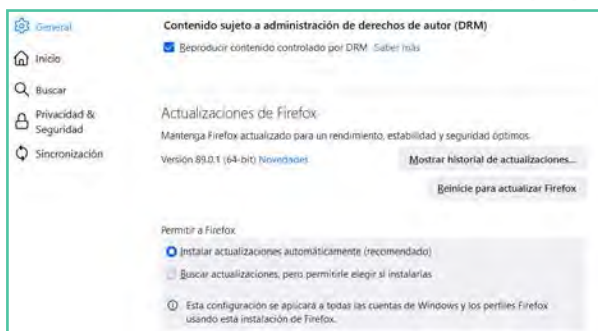 General
Inicio
Buscar
Privacidad &
Seguridad
Sincronización
Contenido sujeto a administración de derechos de autor (DRM)
Reproducir contenido controlado por DRM Saber más
Actualizaciones de Firefox
Mantenga Firefox actualizado para un rendimiento, estabilidad y seguridad óptimos.
Versión 89.0.1 (64-bit) Novedades
Mostrar historial de actualizaciones...
Reinicie para actualizar Firefox
Permitir a Firefox
Instalar actualizaciones automáticamente (recomendado)
Buscar actualizaciones, pero permitirle elegir si instalarlas
Esta configuración se aplicará a todas las cuentas de Windows y los perfiles Firefox
usando esta instalación de Firefox.